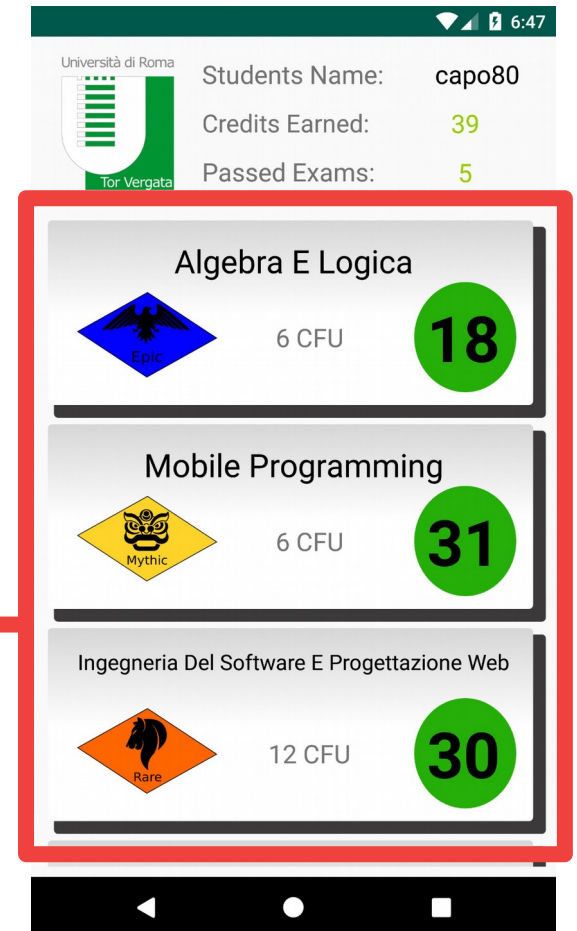 6:47
Università di Roma
Tor Vergata
Students Name: capo80
Credits Earned: 39
Passed Exams: 5
Algebra E Logica
Epic
6 CFU
18
Mobile Programming
Mythic
6 CFU
31
Ingegneria Del Software E Progettazione Web
Rare
12 CFU
30